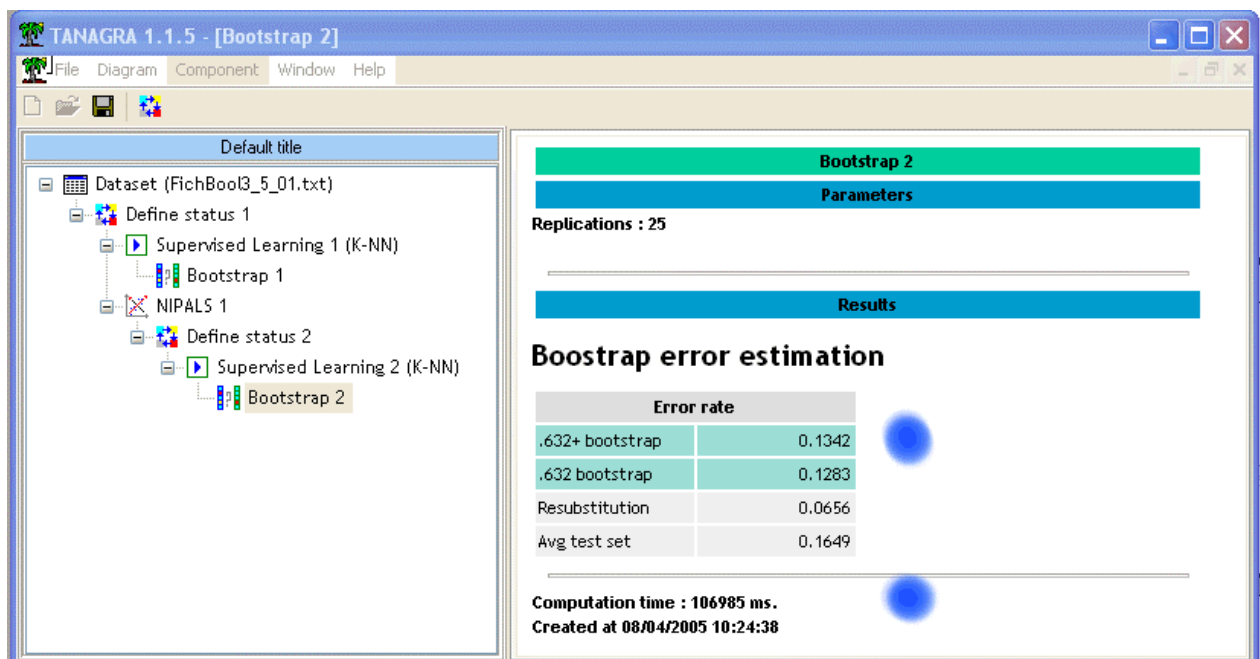 TANAGRA 1.1.5 - [Bootstrap 2]
File Diagram Component Window Help
Default title
Dataset (FichBool3_5_01.txt)
Define status 1
Supervised Learning 1 (K-NN)
Bootstrap 1
NIPALS 1
Define status 2
Supervised Learning 2 (K-NN)
Bootstrap 2
Bootstrap 2
Parameters
Replications : 25
Results
Boostrap error estimation
Error rate
.632+ bootstrap 0.1342
.632 bootstrap 0.1283
Resubstitution 0.0656
Avg test set 0.1649
Computation time : 106985 ms.
Created at 08/04/2005 10:24:38